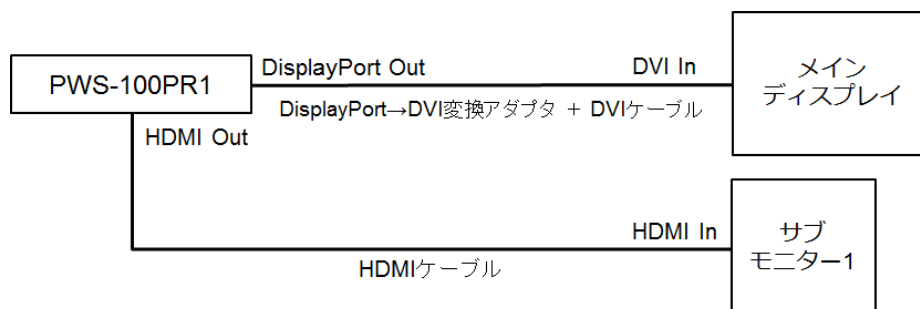 PWS-100PR1
DisplayPort Out
DVI In
メイン
ディスプレイ
DisplayPort→DVI変換アダプタ + DVIケーブル
HDMI Out
HDMI In
サブ
モニター1
HDMIケーブル